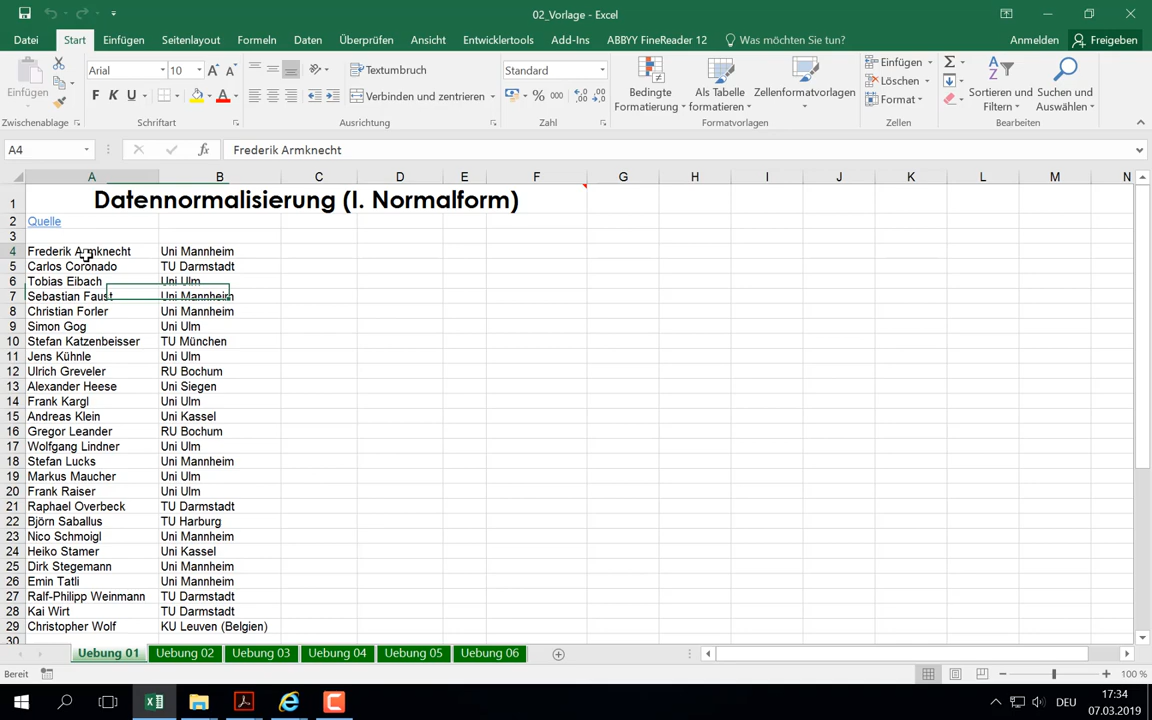 02_Vorlage - Excel
Datei Start Einfügen Seitenlayout Formeln Daten Überprüfen Ansicht Entwicklertools Add-Ins ABBYY FineReader 12 Was möchten Sie tun? Anmelden Freigeben
Einfügen
Arial 10
F K U
Textumbruch
Verbinden und zentrieren
Standard
% 000
Bedingte Formatierung
Als Tabelle formatieren
Zellenformatvorlagen
Einfügen
Löschen
Format
Sortieren und Filtern
Suchen und Auswählen
Zwischenablage Schriftart Ausrichtung Zahl Formatvorlagen Zellen Bearbeiten
A4 fx Frederik Armknecht
A B C D E F G H I J K L M N
1 Datennormalisierung (I. Normalform)
2 Quelle
3
4 Frederik Armknecht Uni Mannheim
5 Carlos Coronado TU Darmstadt
6 Tobias Eibach Uni Ulm
7 Sebastian Faust Uni Mannheim
8 Christian Forler Uni Mannheim
9 Simon Gog Uni Ulm
10 Stefan Katzenbeisser TU München
11 Jens Kühnle Uni Ulm
12 Ulrich Greveler RU Bochum
13 Alexander Heese Uni Siegen
14 Frank Kargl Uni Ulm
15 Andreas Klein Uni Kassel
16 Gregor Leander RU Bochum
17 Wolfgang Lindner Uni Ulm
18 Stefan Lucks Uni Mannheim
19 Markus Maucher Uni Ulm
20 Frank Raiser Uni Ulm
21 Raphael Overbeck TU Darmstadt
22 Björn Saballus TU Harburg
23 Nico Schmoigl Uni Mannheim
24 Heiko Stamer Uni Kassel
25 Dirk Stegemann Uni Mannheim
26 Emin Tatli Uni Mannheim
27 Ralf-Philipp Weinmann TU Darmstadt
28 Kai Wirt TU Darmstadt
29 Christopher Wolf KU Leuven (Belgien)
30
Uebung 01 Uebung 02 Uebung 03 Uebung 04 Uebung 05 Uebung 06
Bereit 100 %
DEU 17:34
07.03.2019